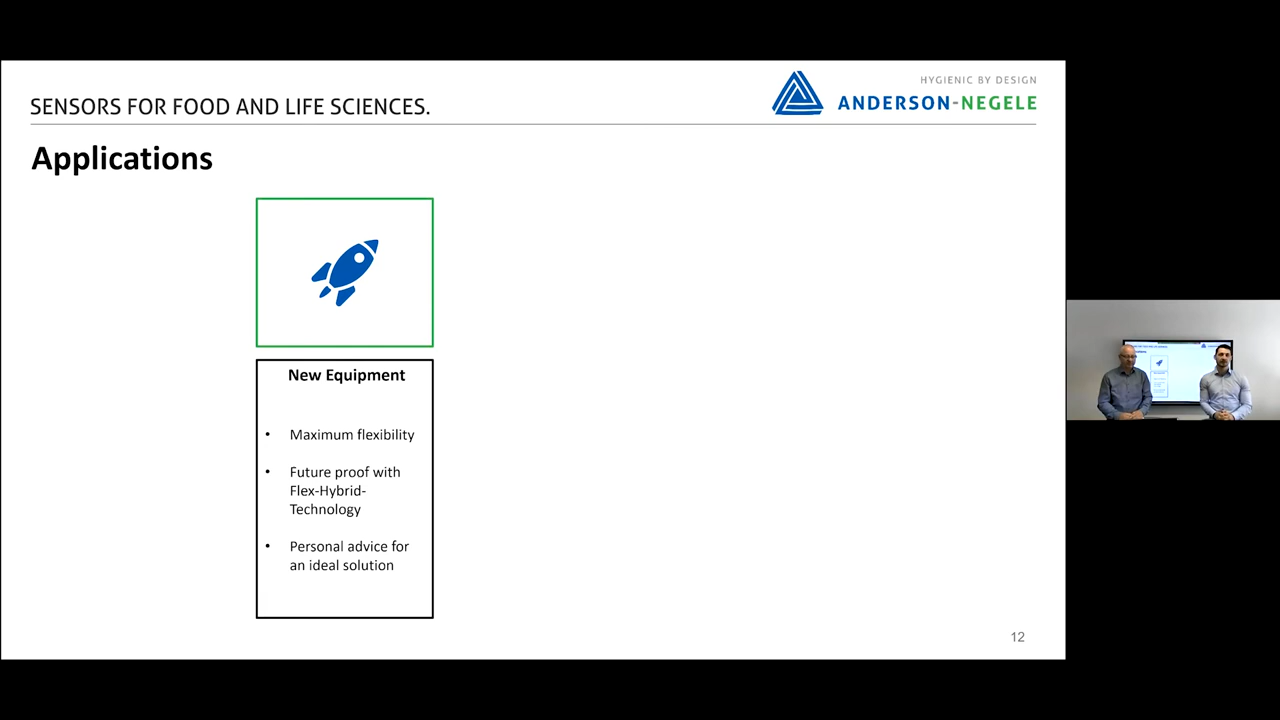 HYGIENIC BY DESIGN
SENSORS FOR FOOD AND LIFE SCIENCES.
ANDERSON-NEGELE
Applications
New Equipment
• Maximum flexibility
• Future proof with
Flex-Hybrid-
Technology
• Personal advice for
an ideal solution
12